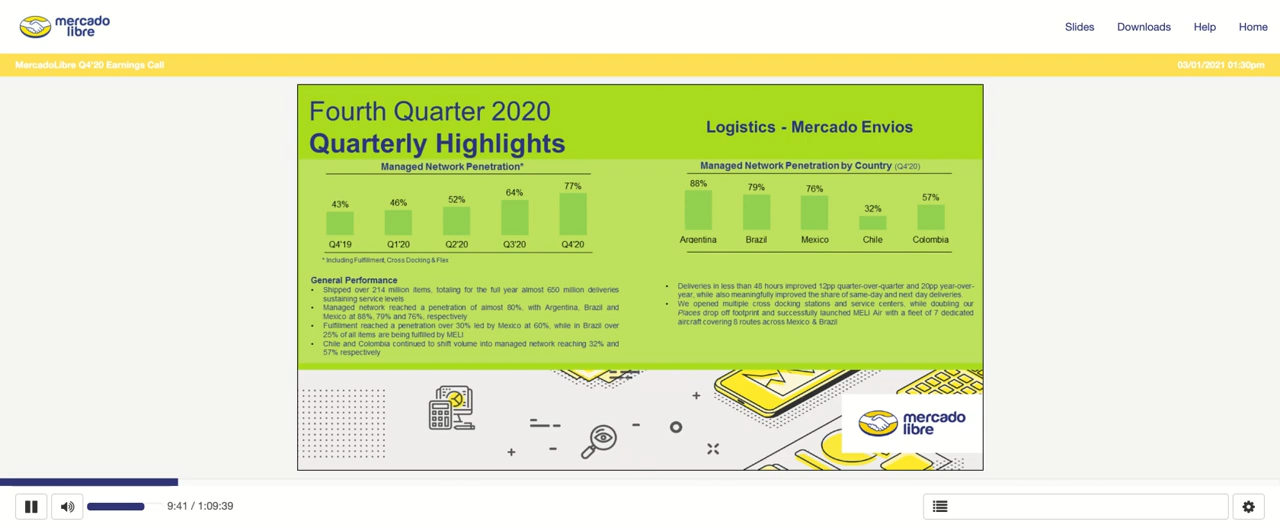 mercado
libre
Slides Downloads Help Home
MercadoLibre Q4'20 Earnings Call 03/01/2021 01:30pm
Fourth Quarter 2020
Quarterly Highlights
Logistics - Mercado Envios
Managed Network Penetration*
43% 46% 52% 64% 77%
Q4'19 Q1'20 Q2'20 Q3'20 Q4'20
* Including Fulfillment, Cross Docking & Flex
Managed Network Penetration by Country (Q4'20)
88% 79% 76% 32% 57%
Argentina Brazil Mexico Chile Colombia
General Performance
• Shipped over 214 million items, totaling for the full year almost 650 million deliveries
sustaining service levels
• Managed network reached a penetration of almost 80%, with Argentina, Brazil and
Mexico at 88%, 79% and 76%, respectively
• Fulfillment reached a penetration over 30% led by Mexico at 60%, while in Brazil over
25% of all items are being fulfilled by MELI
• Chile and Colombia continued to shift volume into managed network reaching 32% and
57% respectively
• Deliveries in less than 48 hours improved 12pp quarter-over-quarter and 20pp year-over-
year, while also meaningfully improved the share of same-day and next day deliveries.
• We opened multiple cross docking stations and service centers, while doubling our
Places drop off footprint and successfully launched MELI Air with a fleet of 7 dedicated
aircraft covering 8 routes across Mexico & Brazil
mercado
libre
9:41 / 1:09:39